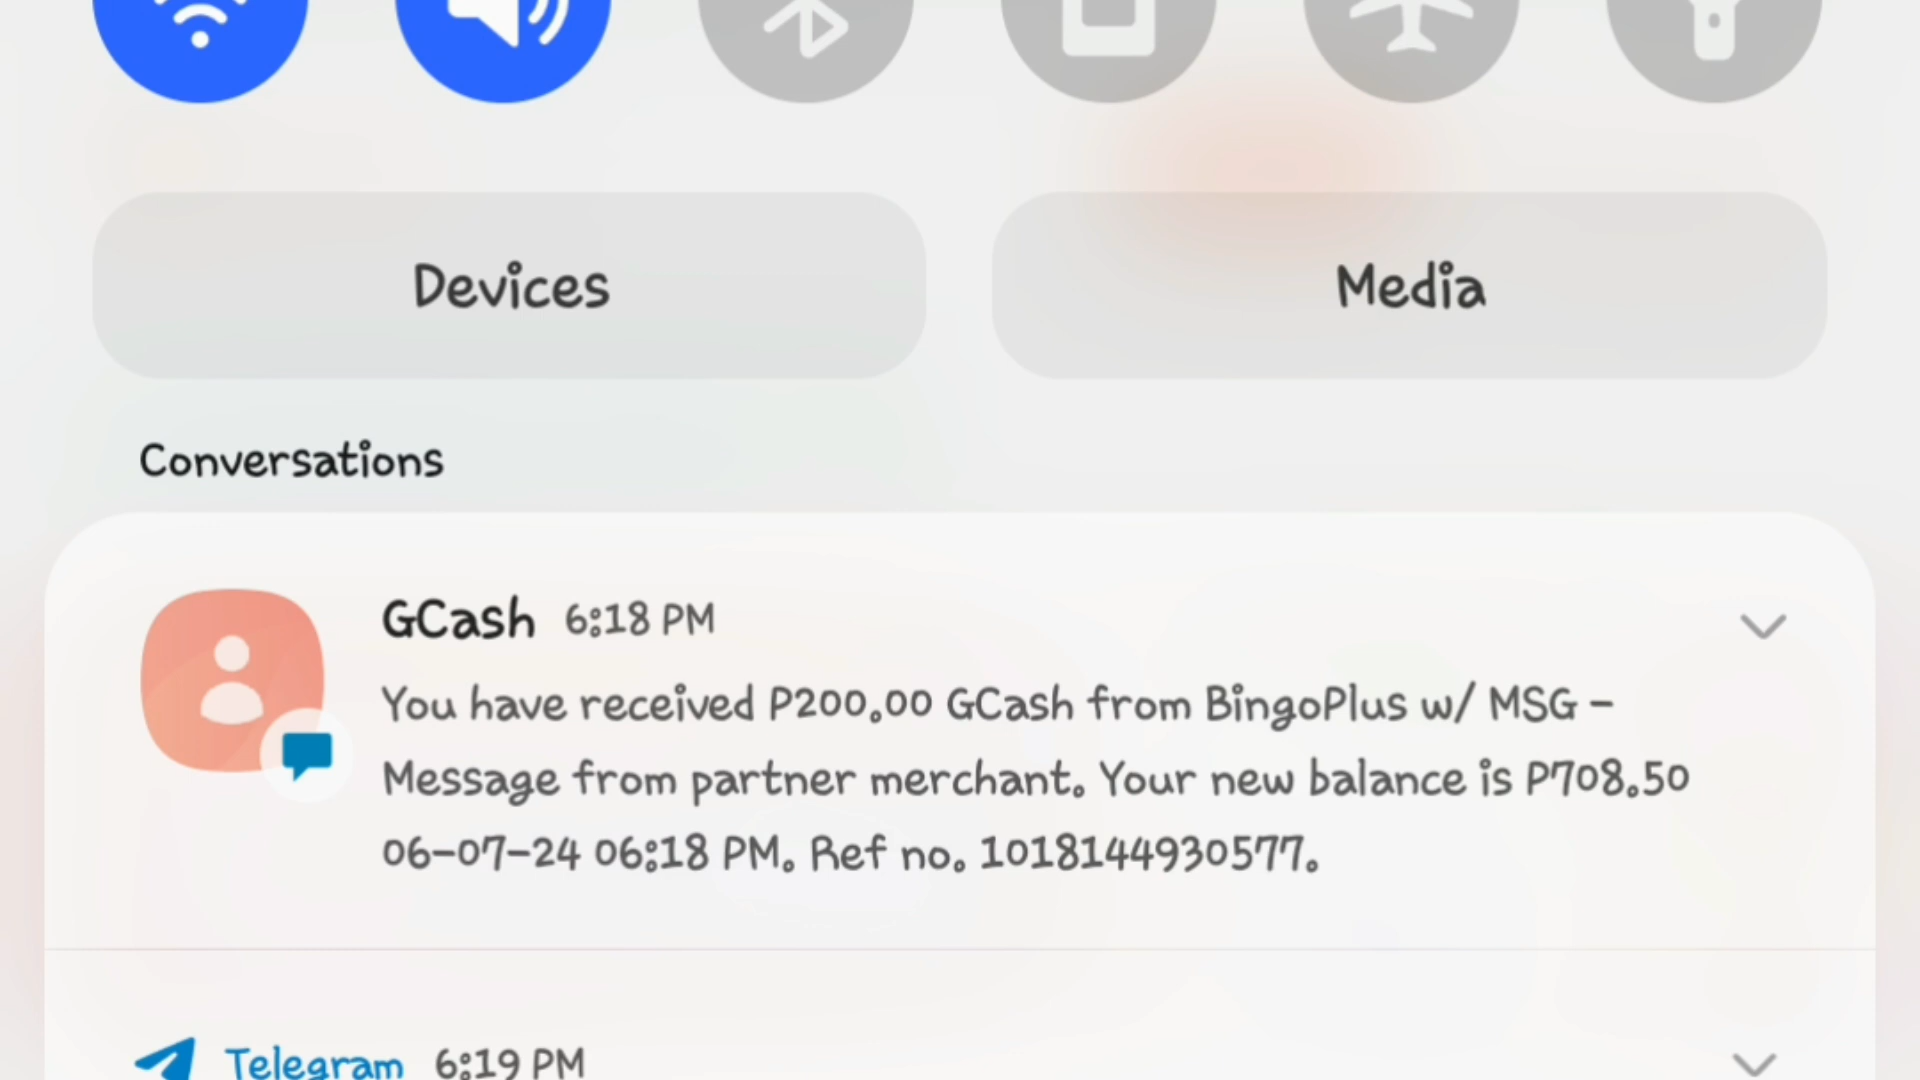 Devices
Media
Conversations
GCash 6:18 PM
You have received P200.00 GCash from BingoPlus w/ MSG -
Message from partner merchant. Your new balance is P708.50
06-07-24 06:18 PM. Ref no. 1018144930577.
Telegram 6:19 PM